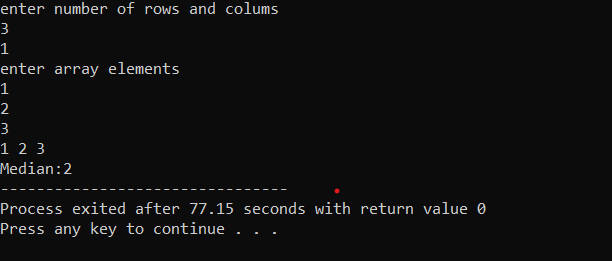 enter number of rows and colums
3
1
enter array elements
1
2
3
1 2 3
Median:2
--------------------------------
Process exited after 77.15 seconds with return value 0
Press any key to continue . . .